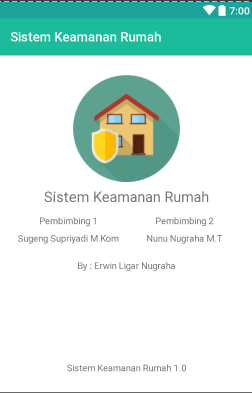 7:00
Sistem Keamanan Rumah
Sistem Keamanan Rumah
Pembimbing 1 Pembimbing 2
Sugeng Supriyadi M.Kom Nunu Nugraha M.T
By : Erwin Ligar Nugraha
Sistem Keamanan Rumah 1.0